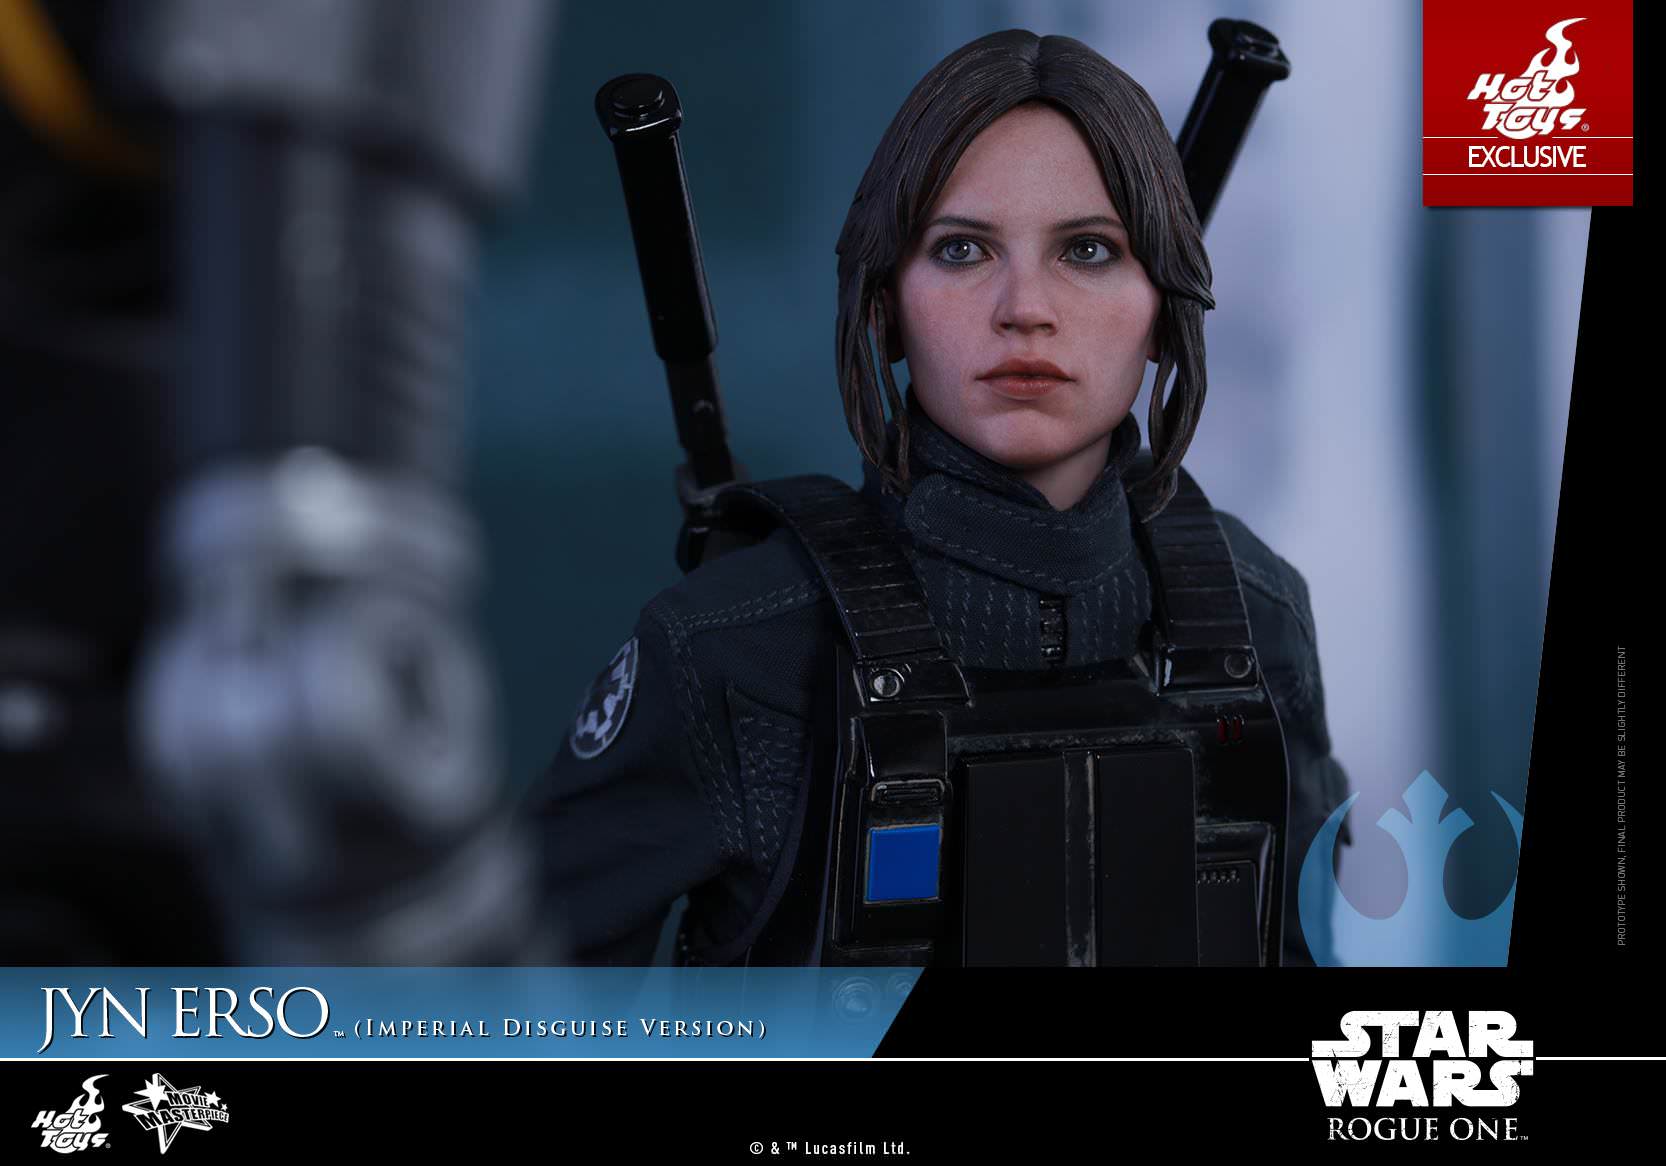 Hot
Toys®
EXCLUSIVE
PROTOTYPE SHOWN, FINAL PRODUCT MAY BE SLIGHTLY DIFFERENT
JYN ERSO™ (IMPERIAL DISGUISE VERSION)
Hot
Toys®
MOVIE
MASTERPIECE
STAR
WARS
ROGUE ONE™
© & ™ Lucasfilm Ltd.